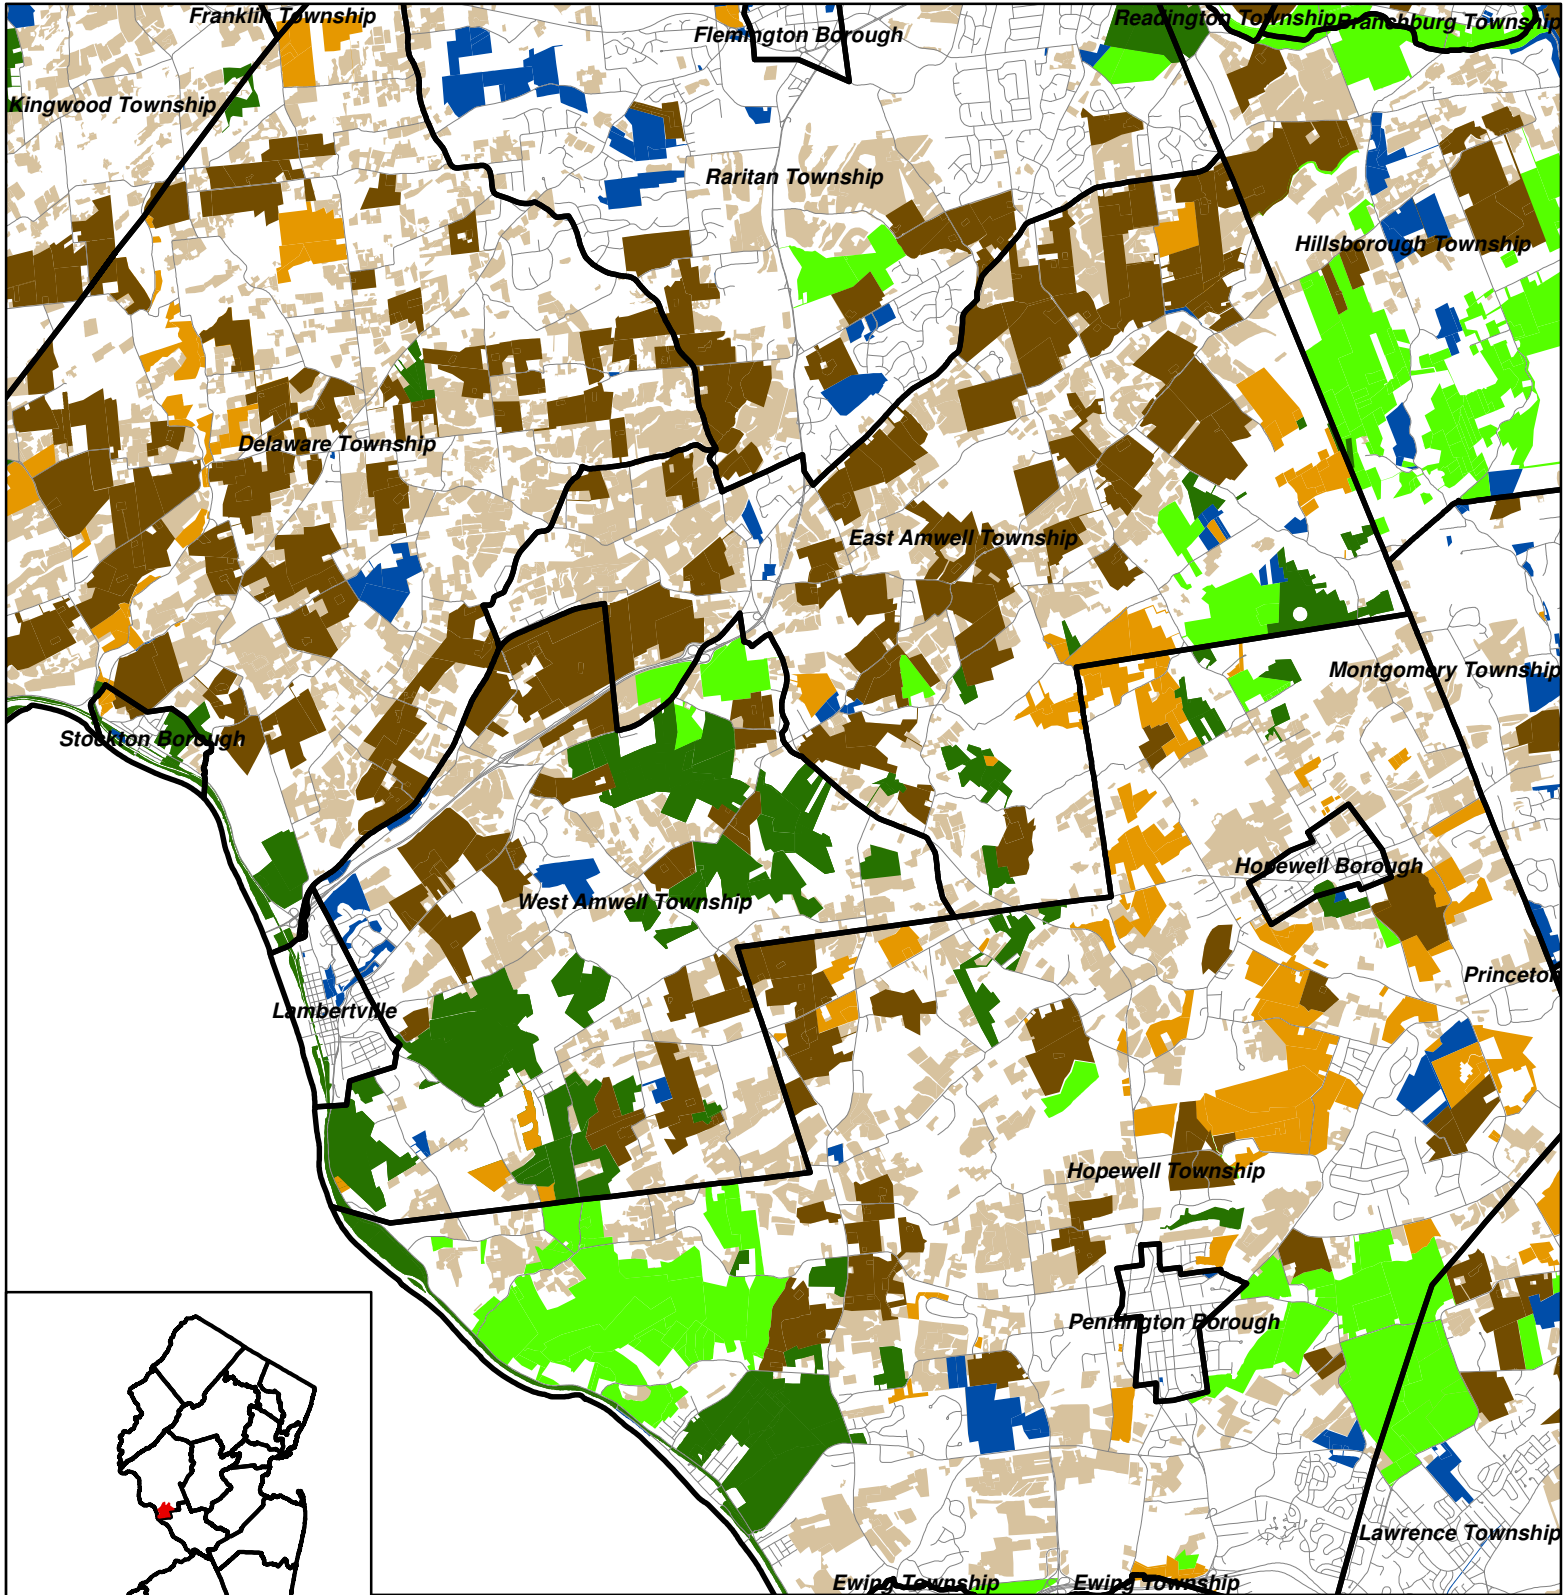 Franklin Township
Flemington Borough
Readington Township
Branchburg Township
Kingwood Township
Raritan Township
Hillsborough Township
Delaware Township
East Amwell Township
Montgomery Township
Stockton Borough
Hopewell Borough
West Amwell Township
Princeton
Lambertville
Hopewell Township
Pennington Borough
Lawrence Township
Ewing Township
Ewing Township